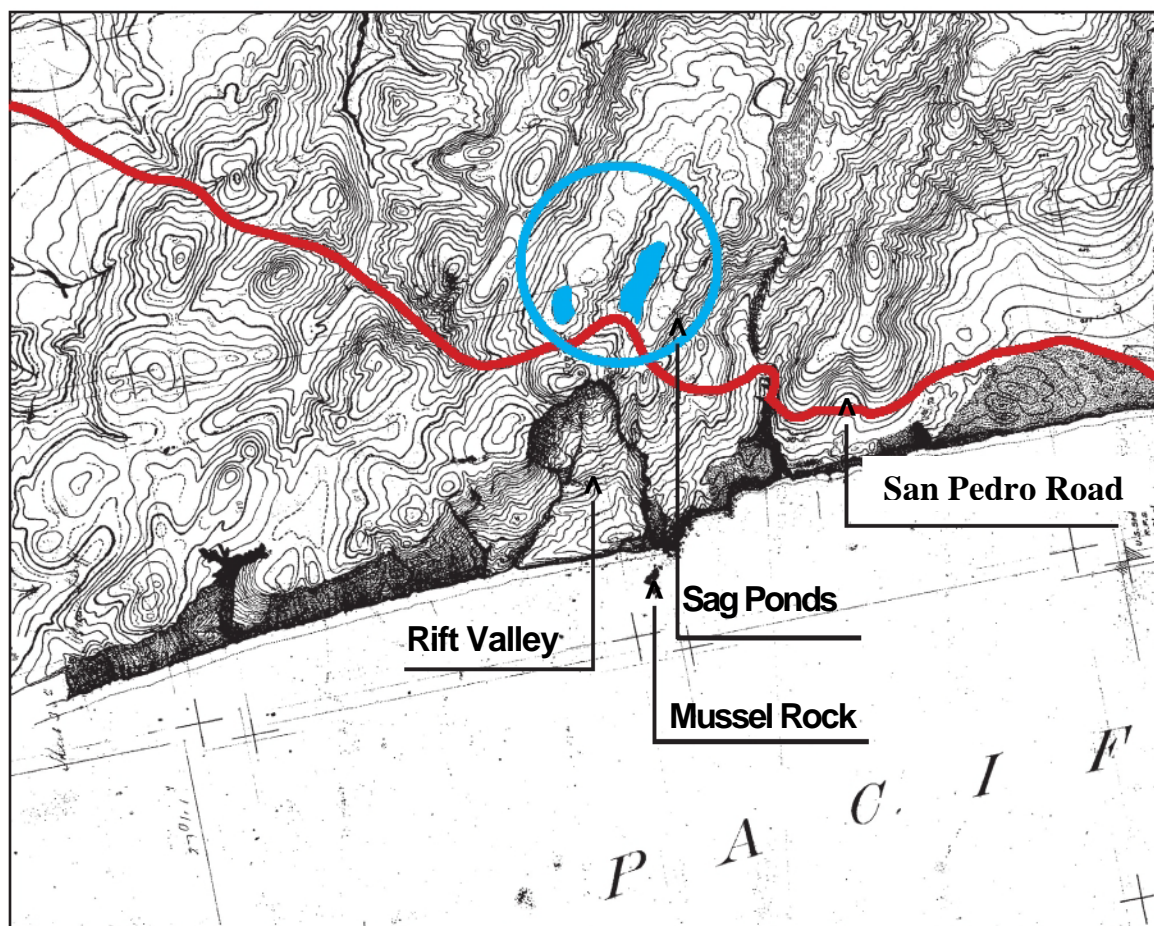 San Pedro Road
Sag Ponds
Rift Valley
Mussel Rock
P A C I F